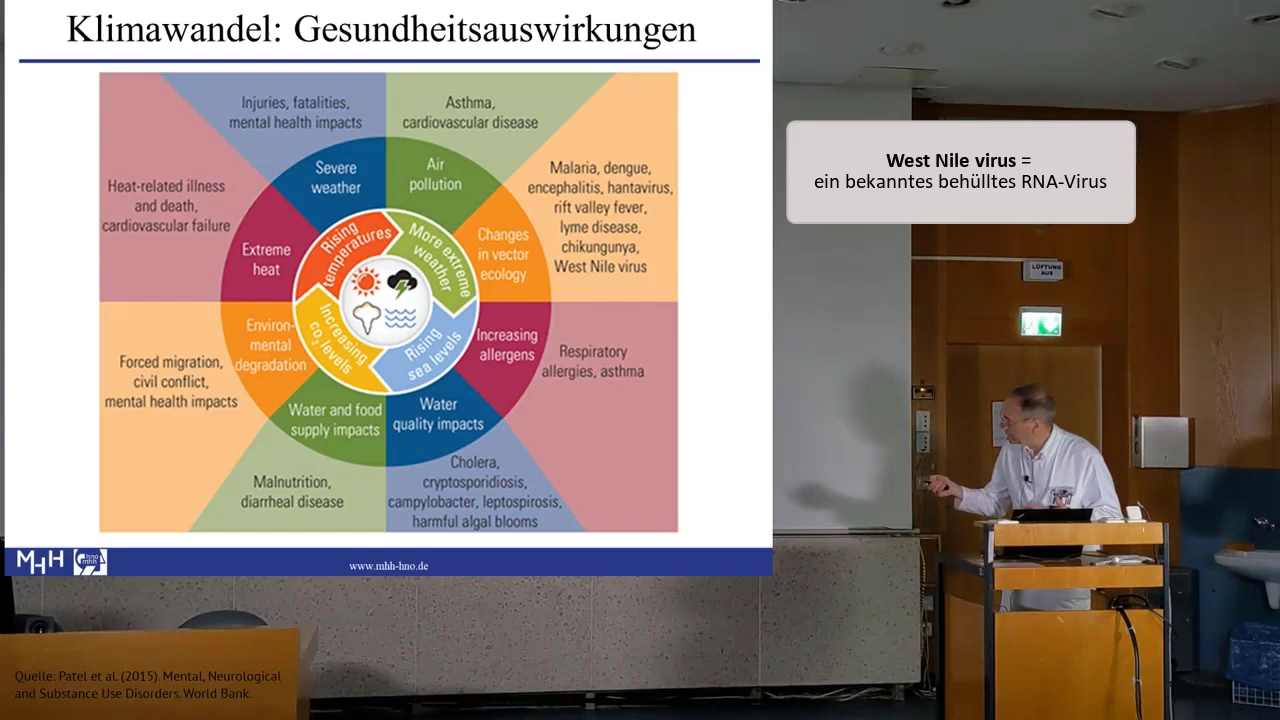 Klimawandel: Gesundheitsauswirkungen
Injuries, fatalities,
mental health impacts
Asthma,
cardiovascular disease
Heat-related illness
and death,
cardiovascular failure
Malaria, dengue,
encephalitis, hantavirus,
rift valley fever,
lyme disease,
chikungunya,
West Nile virus
Severe
weather
Air
pollution
Extreme
heat
Changes
in vector
ecology
Rising
temperatures
More extreme
weather
Increasing
co2 levels
Rising
sea levels
Environ-
mental
degradation
Increasing
allergens
Forced migration,
civil conflict,
mental health impacts
Respiratory
allergies, asthma
Water and food
supply impacts
Water
quality impacts
Malnutrition,
diarrheal disease
Cholera,
cryptosporidiosis,
campylobacter, leptospirosis,
harmful algal blooms
MHH
hno
mhh
www.mhh-hno.de
West Nile virus =
ein bekanntes behülltes RNA-Virus
LÜFTUNG
AUS
Quelle: Patel et al. (2015). Mental, Neurological
and Substance Use Disorders. World Bank.